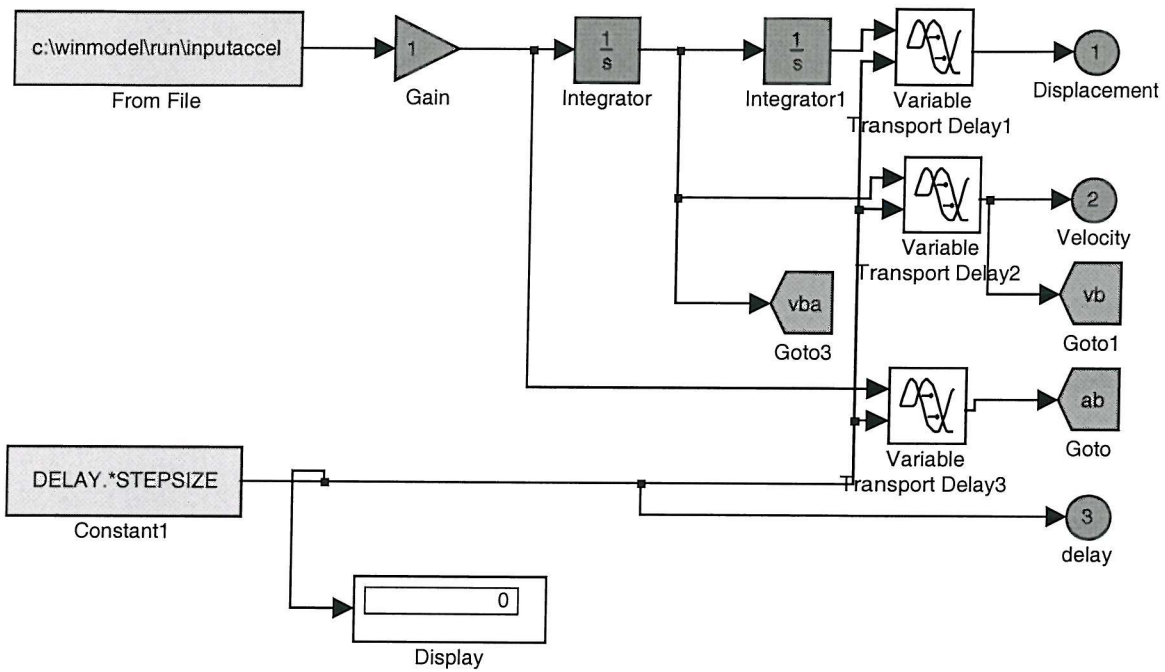 c:\winmodel\run\inputaccel
From File
1
Gain
1
s
Integrator
1
s
Integrator1
Variable
Transport Delay1
1
Displacement
Variable
Transport Delay2
2
Velocity
vba
Goto3
vb
Goto1
Variable
Transport Delay3
ab
Goto
DELAY.*STEPSIZE
Constant1
3
delay
0
Display